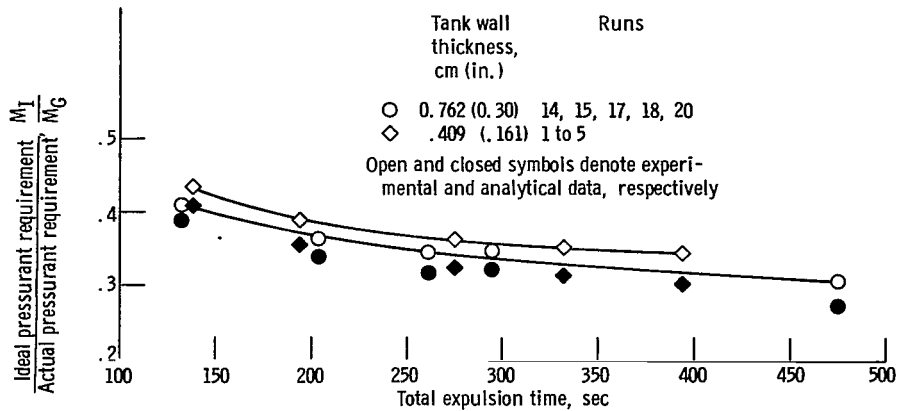 Tank wall Runs
thickness,
cm (in.)
0.762 (0.30) 14, 15, 17, 18, 20
.409 (.161) 1 to 5
Open and closed symbols denote experi-
mental and analytical data, respectively
Ideal pressurant requirement M_I
Actual pressurant requirement' M_G
.5
.4
.3
.2
100 150 200 250 300 350 400 450 500
Total expulsion time, sec